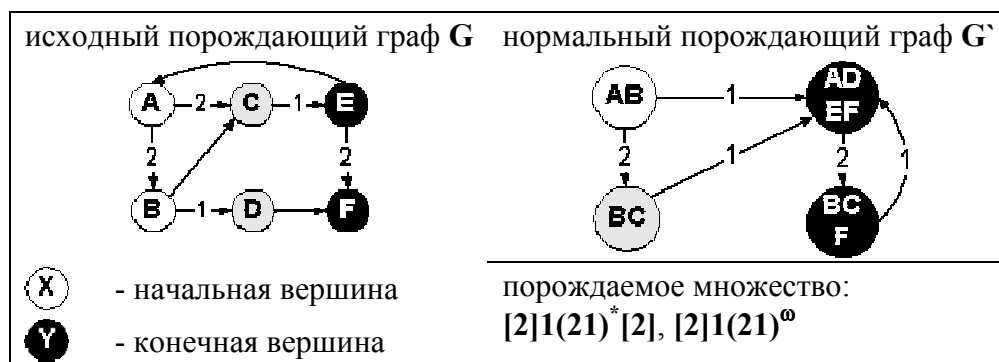 исходный порождающий граф G
нормальный порождающий граф G`
A 2 C 1 E
2 2
B 1 D F
X - начальная вершина
Y - конечная вершина
AB 1 AD
EF
2 1 2 1
BC BC
F
порождаемое множество:
[2]1(21)*[2], [2]1(21)ω